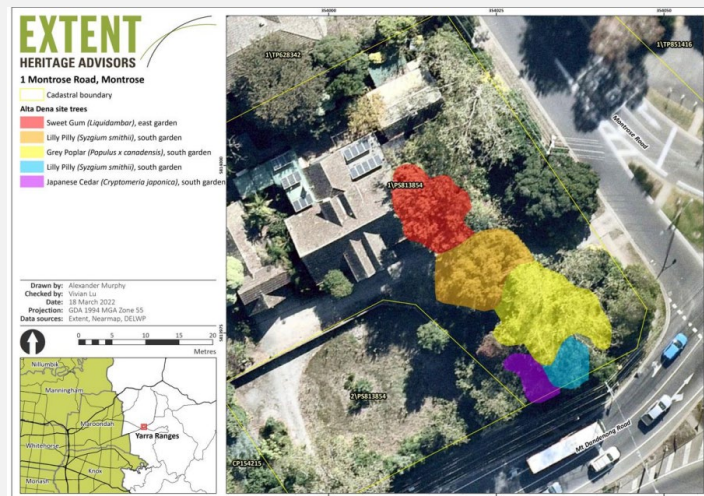 EXTENT
HERITAGE ADVISORS
1 Montrose Road, Montrose
Cadastral boundary
Alta Dena site trees
Sweet Gum (Liquidambar), east garden
Lilly Pilly (Syzgium smithii), south garden
Grey Poplar (Populus x canadensis), south garden
Lilly Pilly (Syzgium smithii), south garden
Japanese Cedar (Cryptomeria japonica), south garden
Drawn by: Alexander Murphy
Checked by: Vivian Lu
Date: 18 March 2022
Projection: GDA 1994 MGA Zone 55
Data sources: Extent, Nearmap, DELWP
0 5 10 15 20
Metres
Nillumbik
Manningham
Maroondah
Whitehorse
Yarra Ranges
Knox
Monash
1\TP628342
1\TP851416
Montrose Road
1\PS813854
2\PS813854
Mt Dandenong Road
CP154215